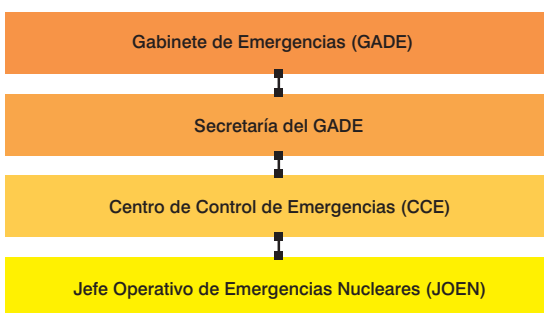 Gabinete de Emergencias (GADE)
Secretaría del GADE
Centro de Control de Emergencias (CCE)
Jefe Operativo de Emergencias Nucleares (JOEN)